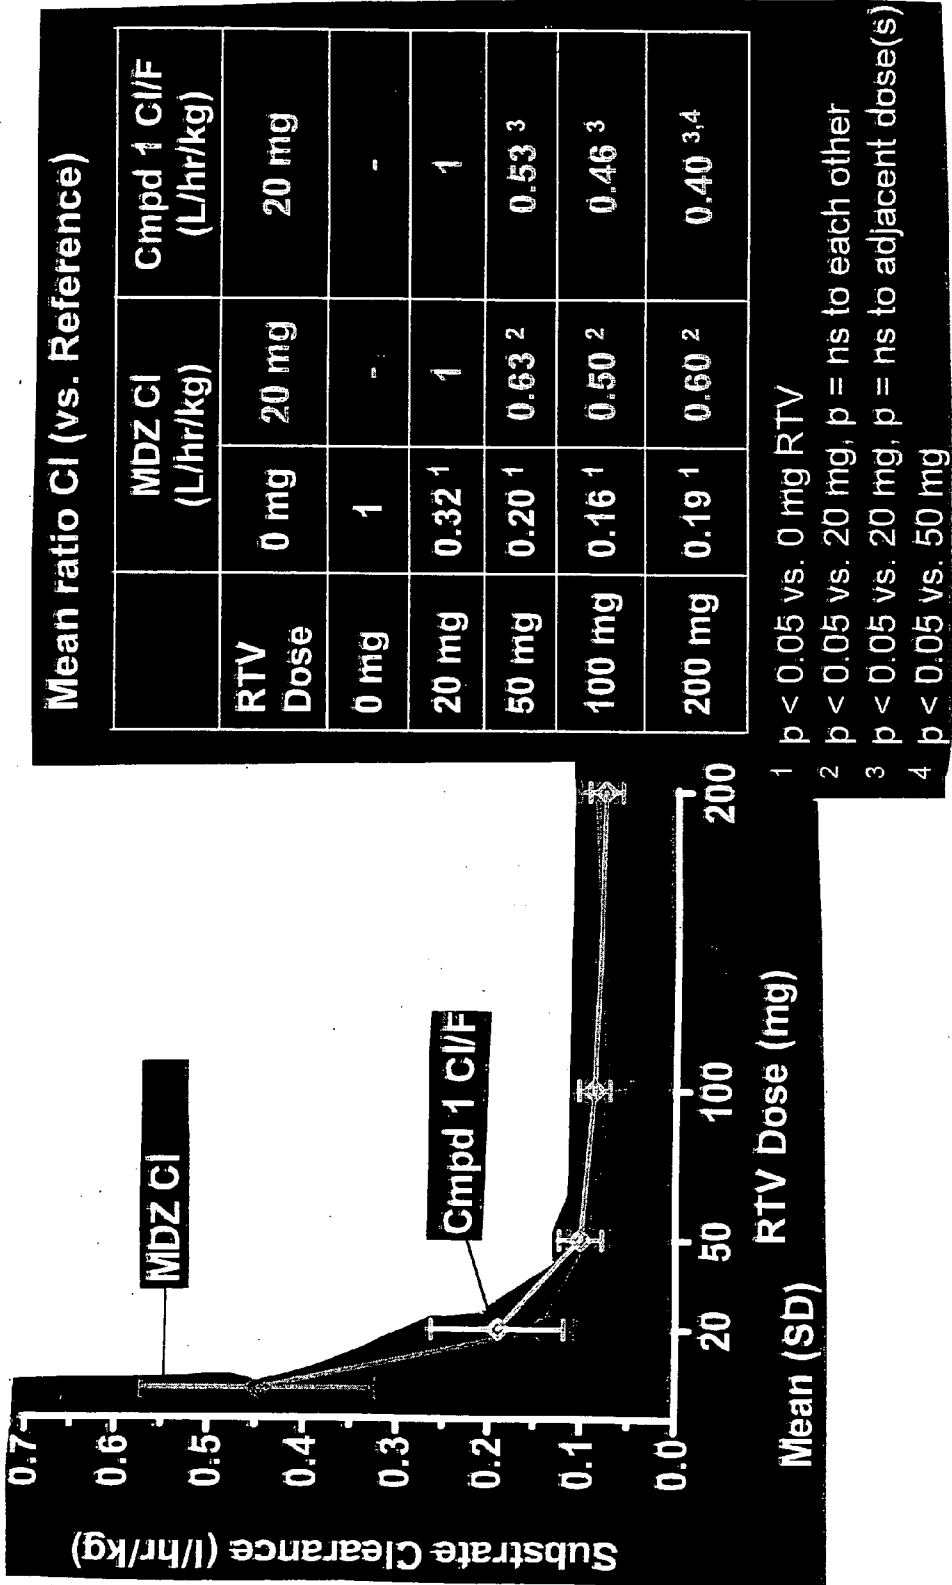 Substrate Clearance (l/hr/kg)
0.7
0.6
0.5
0.4
0.3
0.2
0.1
0.0
MDZ Cl
Cmpd 1 Cl/F
20 50 100 200
Mean (SD) RTV Dose (mg)
Mean ratio Cl (vs. Reference)
MDZ Cl (L/hr/kg) Cmpd 1 Cl/F (L/hr/kg)
RTV Dose 0 mg 20 mg 20 mg
0 mg 1 - -
20 mg 0.32 1 1 1
50 mg 0.20 1 0.63 2 0.53 3
100 mg 0.16 1 0.50 2 0.46 3
200 mg 0.19 1 0.60 2 0.40 3,4
1 p < 0.05 vs. 0 mg RTV
2 p < 0.05 vs. 20 mg, p = ns to each other
3 p < 0.05 vs. 20 mg, p = ns to adjacent dose(s)
4 p < 0.05 vs. 50 mg